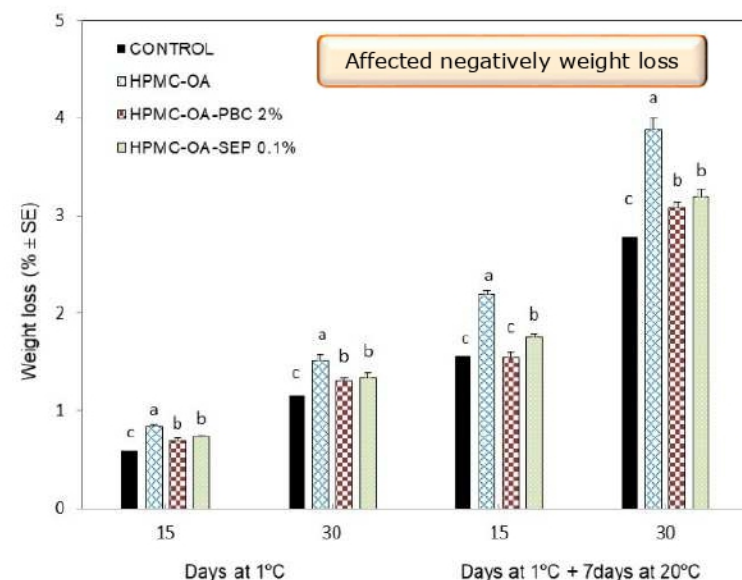 Affected negatively weight loss
CONTROL
HPMC-OA
HPMC-OA-PBC 2%
HPMC-OA-SEP 0.1%
Weight loss (% ± SE)
5
4
3
2
1
0
c a b b
c a b b
c a c b
c a b b
15 30 15 30
Days at 1ºC Days at 1ºC + 7days at 20ºC